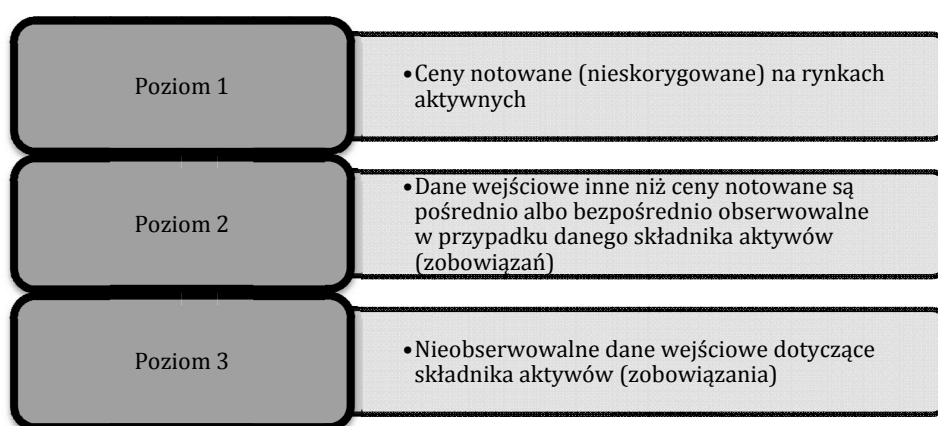 Poziom 1
•Ceny notowane (nieskorygowane) na rynkach
aktywnych
Poziom 2
•Dane wejściowe inne niż ceny notowane są
pośrednio albo bezpośrednio obserwowalne
w przypadku danego składnika aktywów
(zobowiązań)
Poziom 3
•Nieobserwowalne dane wejściowe dotyczące
składnika aktywów (zobowiązania)